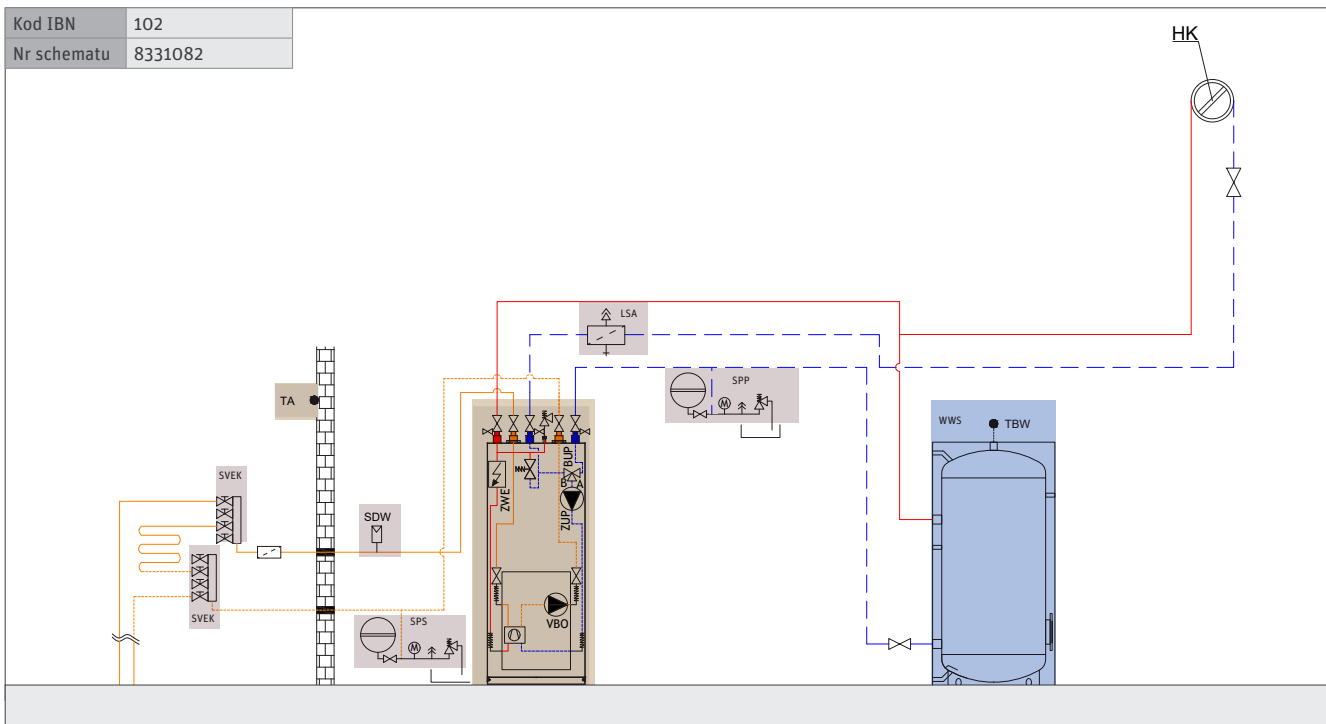 Kod IBN 102
Nr schematu 8331082
HK
LSA
SPP
TA
WWS
TBW
SVEK
SDW
ZWE
BUP
B A
ZUP
VBO
SVEK
SPS
M
M